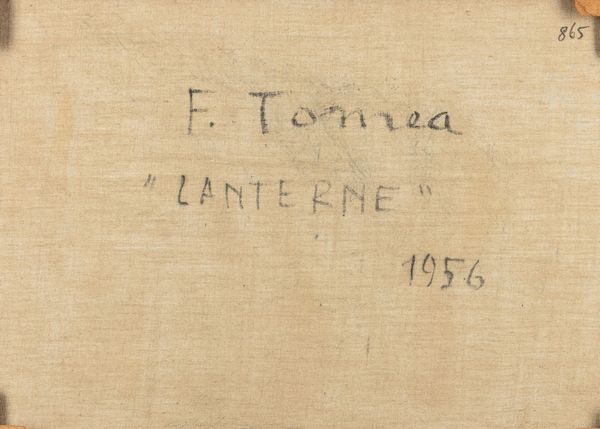 865
F. Tomea
"LANTERNE"
1956